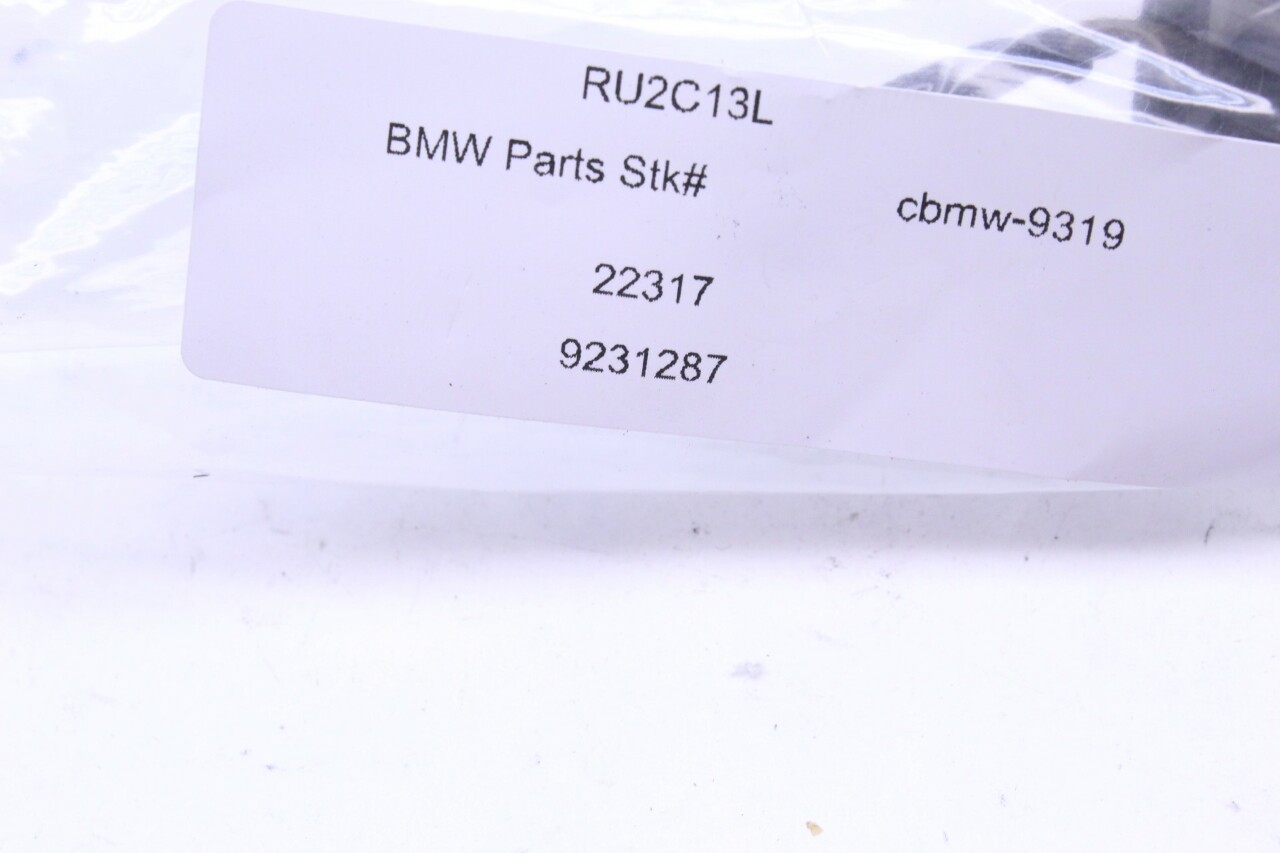 RU2C13L
BMW Parts Stk# cbmw-9319
22317
9231287